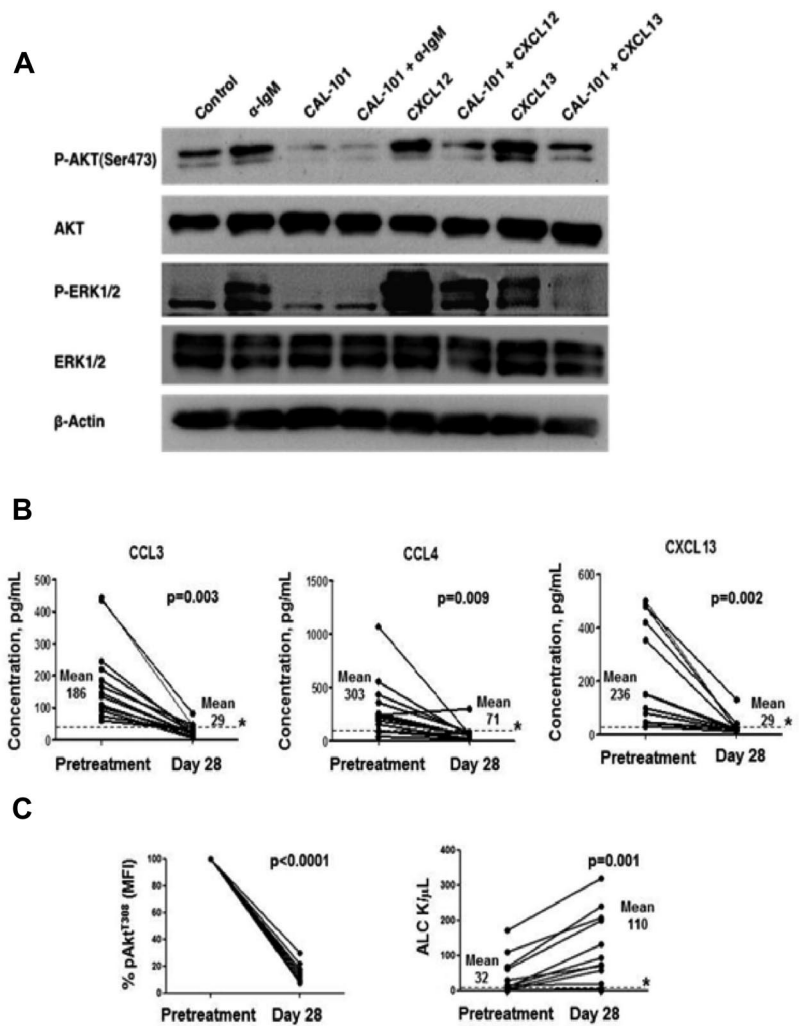 A
Control
α-IgM
CAL-101
CAL-101 + α-IgM
CXCL12
CAL-101 + CXCL12
CXCL13
CAL-101 + CXCL13
P-AKT(Ser473)
AKT
P-ERK1/2
ERK1/2
β-Actin
B
CCL3
Concentration, pg/mL
500
400
300
200
100
0
p=0.003
Mean
186
Mean
29
*
Pretreatment Day 28
CCL4
Concentration, pg/mL
1500
1000
500
0
p=0.009
Mean
303
Mean
71
*
Pretreatment Day 28
CXCL13
Concentration, pg/mL
600
400
200
0
p=0.002
Mean
236
Mean
29
*
Pretreatment Day 28
C
% pAktT308 (MFI)
100
80
60
40
20
0
p<0.0001
Pretreatment Day 28
ALC K/μL
400
300
200
100
0
p=0.001
Mean
32
Mean
110
*
Pretreatment Day 28